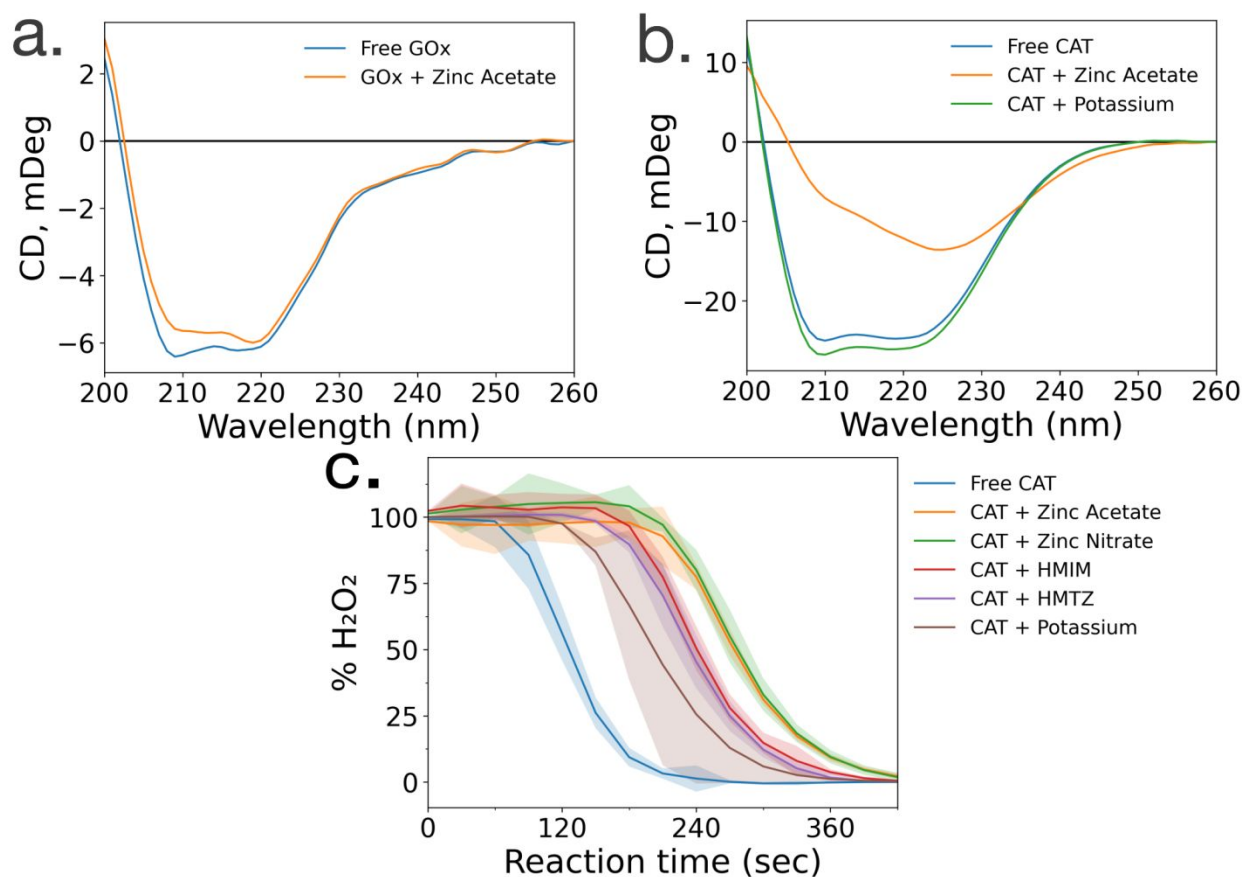 a.
Free GOx
GOx + Zinc Acetate
2
0
−2
−4
−6
CD, mDeg
200 210 220 230 240 250 260
Wavelength (nm)
b.
Free CAT
CAT + Zinc Acetate
CAT + Potassium
10
0
−10
−20
CD, mDeg
200 210 220 230 240 250 260
Wavelength (nm)
c.
Free CAT
CAT + Zinc Acetate
CAT + Zinc Nitrate
CAT + HMIM
CAT + HMTZ
CAT + Potassium
100
75
50
25
0
% H₂O₂
0 120 240 360
Reaction time (sec)